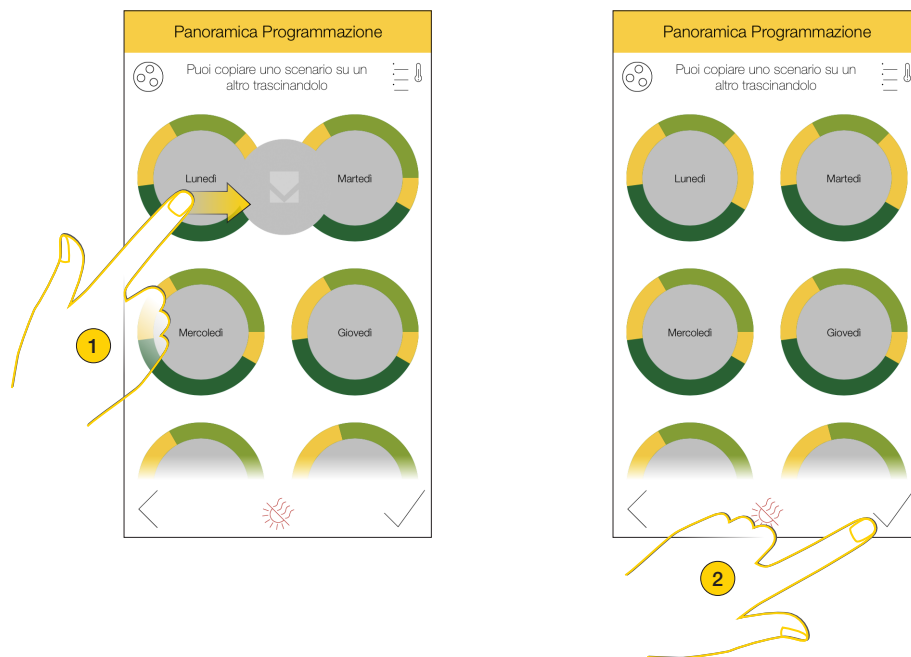 Panoramica Programmazione
Puoi copiare uno scenario su un
altro trascinandolo
Lunedì
Martedì
Mercoledì
Giovedì
1
Panoramica Programmazione
Puoi copiare uno scenario su un
altro trascinandolo
Lunedì
Martedì
Mercoledì
Giovedì
2